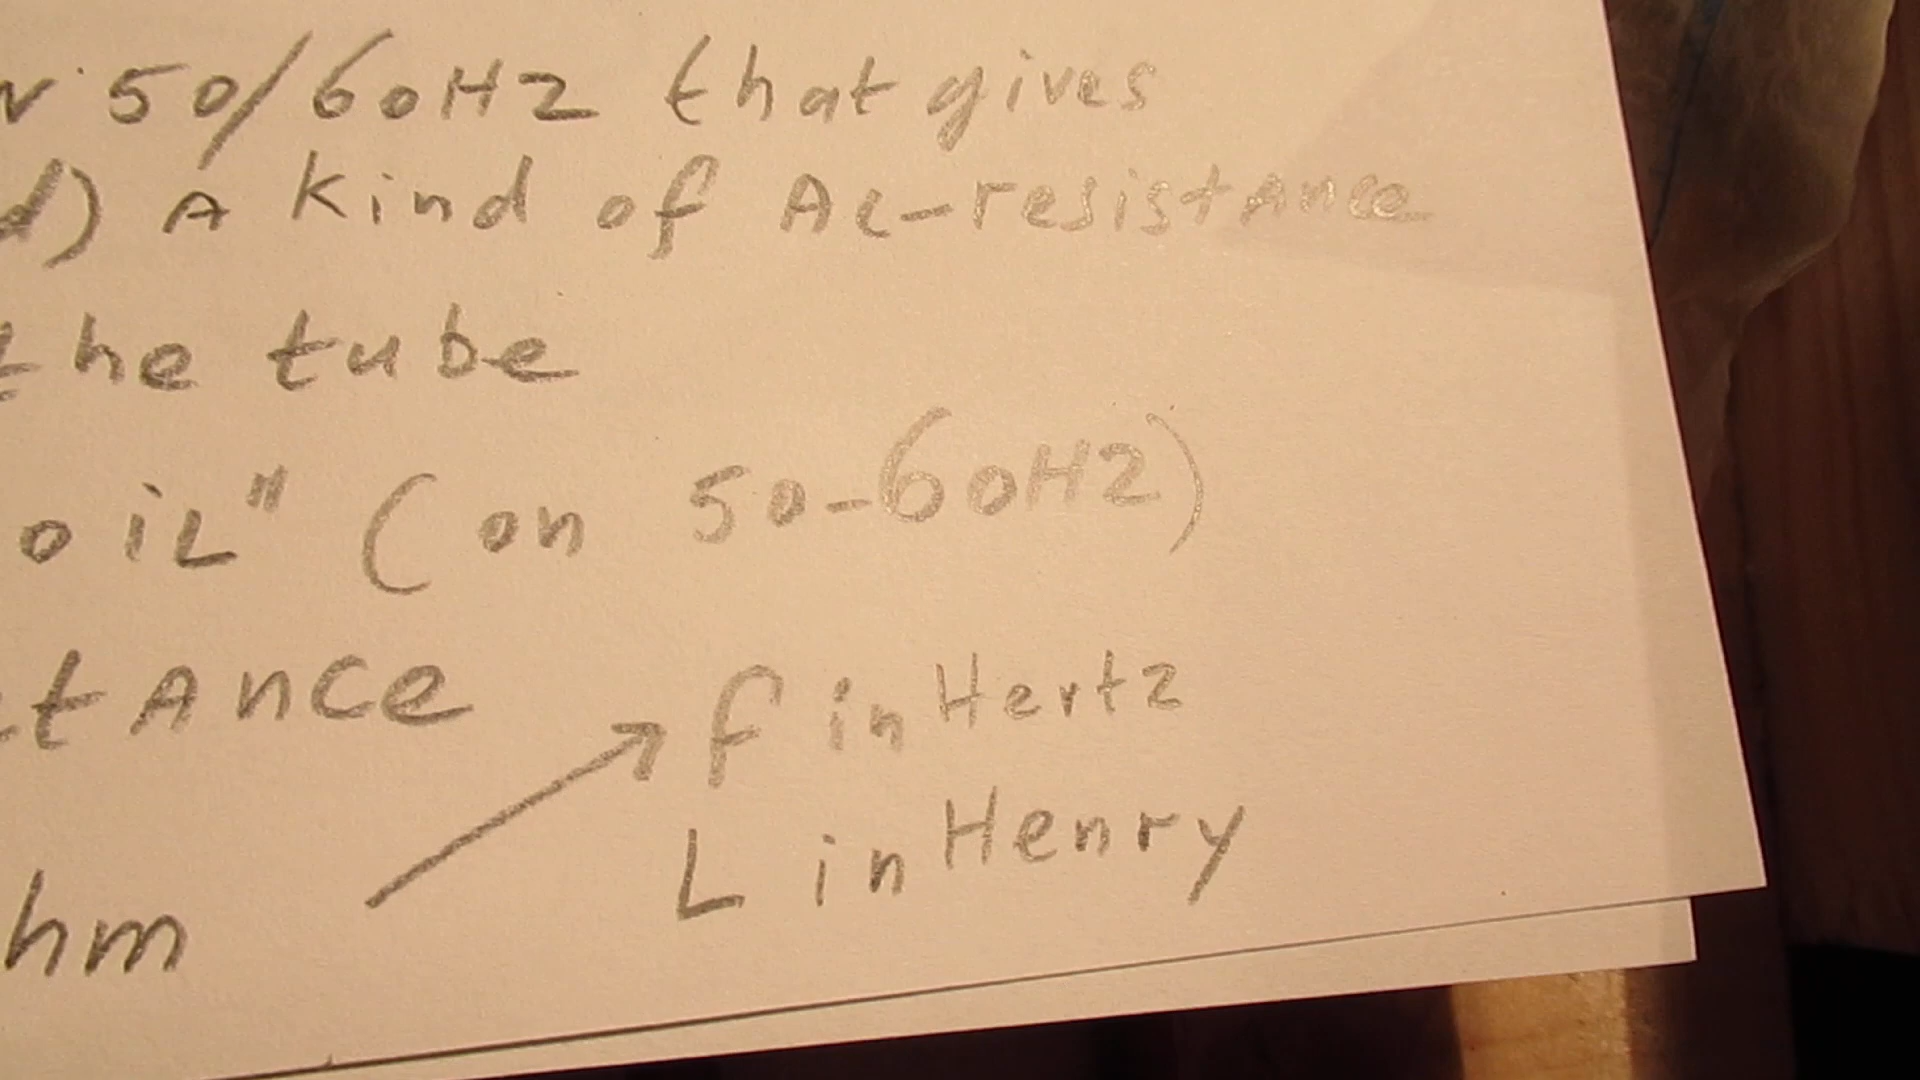 50/60HZ that gives
d) A kind of AC-resistance
the tube
oiL" (on 50-60HZ)
tAnce
f in Hertz
L in Henry
hm